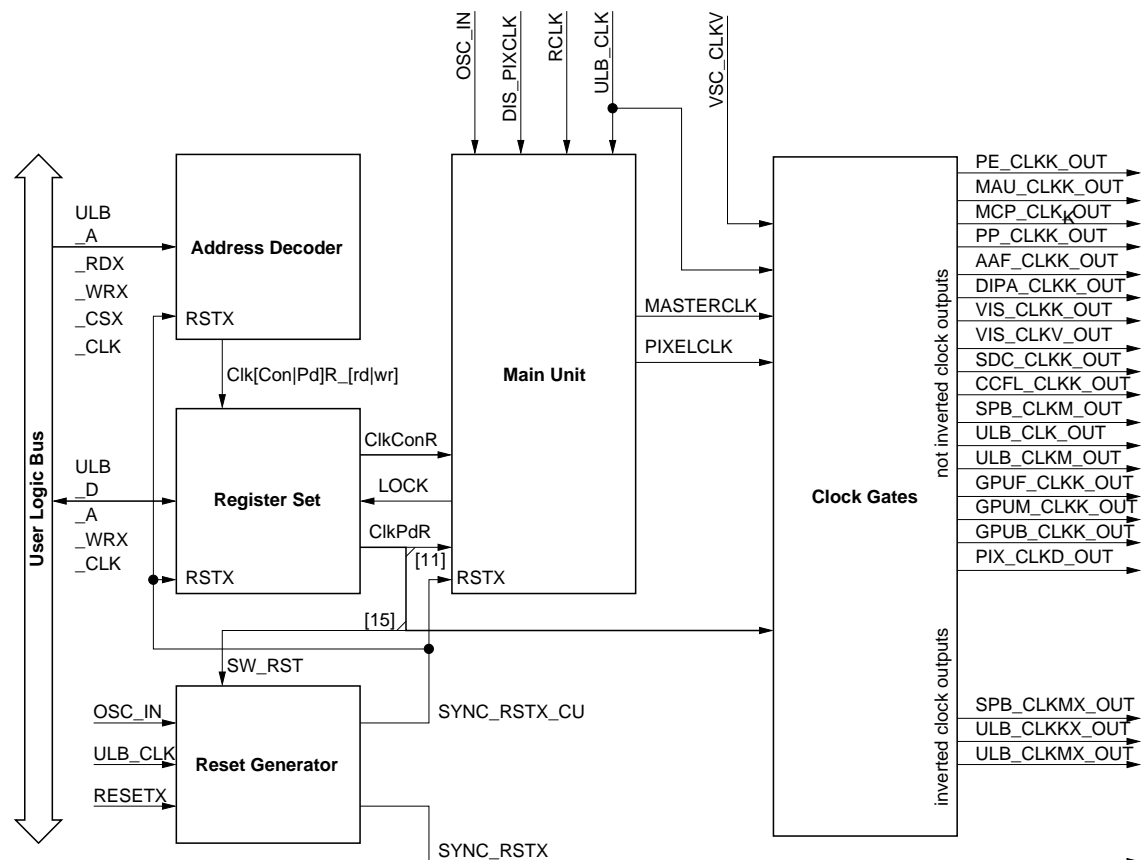 OSC_IN
DIS_PIXCLK
RCLK
ULB_CLK
VSC_CLKV
User Logic Bus
ULB
_A
_RDX
_WRX
_CSX
_CLK
Address Decoder
RSTX
Clk[Con|Pd]R_[rd|wr]
ULB
_D
_A
_WRX
_CLK
Register Set
RSTX
ClkConR
LOCK
ClkPdR
[11]
[15]
Main Unit
RSTX
MASTERCLK
PIXELCLK
SW_RST
OSC_IN
ULB_CLK
RESETX
Reset Generator
SYNC_RSTX_CU
SYNC_RSTX
Clock Gates
not inverted clock outputs
inverted clock outputs
PE_CLKK_OUT
MAU_CLKK_OUT
MCP_CLKK_OUT
PP_CLKK_OUT
AAF_CLKK_OUT
DIPA_CLKK_OUT
VIS_CLKK_OUT
VIS_CLKV_OUT
SDC_CLKK_OUT
CCFL_CLKK_OUT
SPB_CLKM_OUT
ULB_CLK_OUT
ULB_CLKM_OUT
GPUF_CLKK_OUT
GPUM_CLKK_OUT
GPUB_CLKK_OUT
PIX_CLKD_OUT
SPB_CLKMX_OUT
ULB_CLKKX_OUT
ULB_CLKMX_OUT